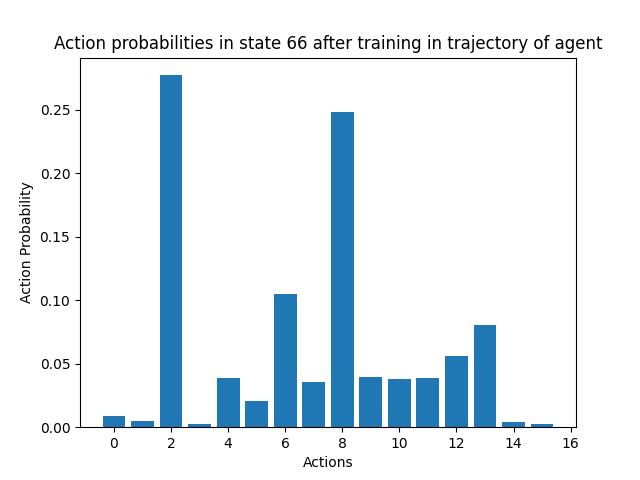 Action probabilities in state 66 after training in trajectory of agent
0.25
0.20
0.15
0.10
0.05
0.00
Action Probability
0 2 4 6 8 10 12 14 16
Actions